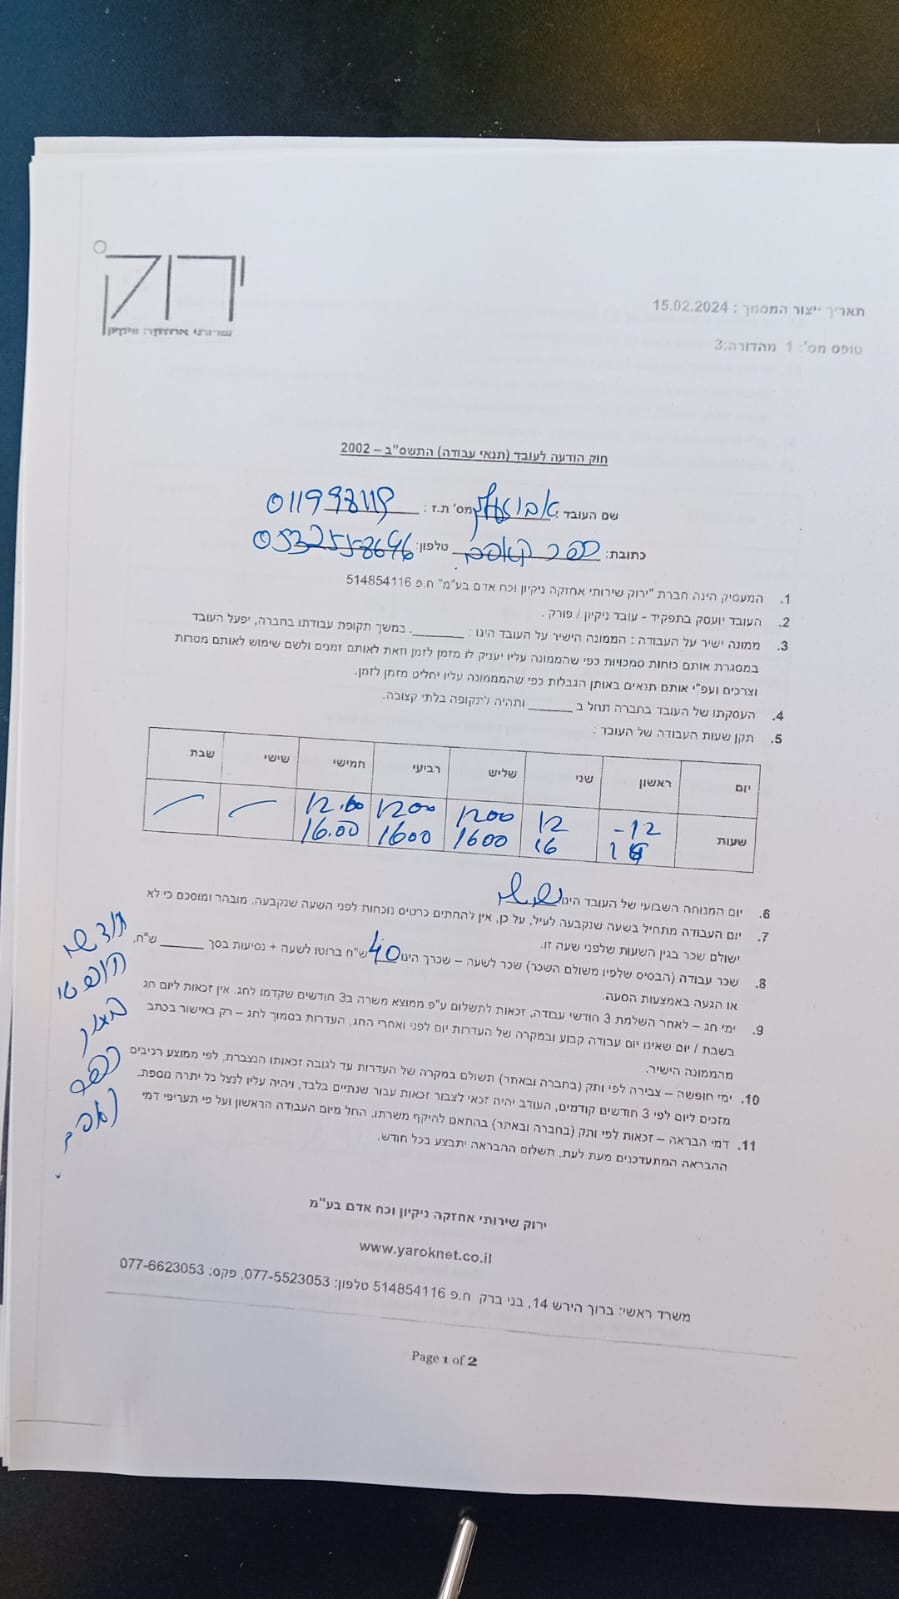 ירוק
שירותי אחזקה וניקיון
תאריך ייצור המסמך : 15.02.2024
טופס מס': 1 מהדורה:3
חוק הודעה לעובד (תנאי עבודה) התשס"ב – 2002
שם העובד : מס' ת.ז : 011998119
כתובת: כפר קאסם טלפון: 0532558696
1. המעסיק הינה חברת "ירוק שירותי אחזקה ניקיון וכח אדם בע"מ" ח.פ 514854116
2. העובד יועסק בתפקיד - עובד ניקיון / פורק .
3. ממונה ישיר על העבודה : הממונה הישיר על העובד הינו : ______. במשך תקופת עבודתו בחברה, יפעל העובד
במסגרת אותם כוחות סמכויות כפי שהממונה עליו יעניק לו מזמן לזמן וזאת לאותם זמנים ולשם שימוש לאותם מטרות
וצרכים ועפ"י אותם תנאים באותן הגבלות כפי שהמממונה עליו יחליט מזמן לזמן.
4. העסקתו של העובד בחברה תחל ב ______ ותהיה לתקופה בלתי קצובה.
5. תקן שעות העבודה של העובד :
יום ראשון שני שליש רביעי חמישי שישי שבת
שעות 12- 12 1200 1200 12.00 — —
16 16 1600 1600 16.00
6. יום המנוחה השבועי של העובד הינו שישי
7. יום העבודה מתחיל בשעה שנקבעה לעיל, על כן, אין להחתים כרטיס נוכחות לפני השעה שנקבעה. מובהר ומוסכם כי לא
ישולם שכר בגין השעות שלפני שעה זו.
8. שכר עבודה (הבסיס שלפיו משולם השכר) שכר לשעה – שכרך הינו 40 ש"ח ברוטו לשעה + נסיעות בסך ______ ש"ח,
או הגעה באמצעות הסעה.
9. ימי חג – לאחר השלמת 3 חודשי עבודה, זכאות לתשלום ע"פ ממוצע משרה ב3 חודשים שקדמו לחג. אין זכאות ליום חג
בשבת / יום שאינו יום עבודה קבוע ובמקרה של העדרות יום לפני ואחרי החג, העדרות בסמוך לחג – רק באישור בכתב
מהממונה הישיר.
10. ימי חופשה – צבירה לפי ותק (בחברה ובאתר) תשולם במקרה של העדרות עד לגובה זכאותו הנצברת, לפי ממוצע רכיבים
מזכים ליום לפי 3 חודשים קודמים, העודב יהיה זכאי לצבור זכאות עבור שנתיים בלבד, ויהיה עליו לנצל כל יתרה נוספת.
11. דמי הבראה – זכאות לפי ותק (בחברה ובאתר) בהתאם להיקף משרתו, החל מיום העבודה הראשון ועל פי תעריפי דמי
ההבראה המתעדכנים מעת לעת, תשלום ההבראה יתבצע בכל חודש.
חודשי
חופשי
כפר
קאסם
ירוק שירותי אחזקה ניקיון וכח אדם בע"מ
www.yaroknet.co.il
משרד ראשי: ברוך הירש 14, בני ברק ח.פ 514854116 טלפון: 077-5523053, פקס: 077-6623053
Page 1 of 2